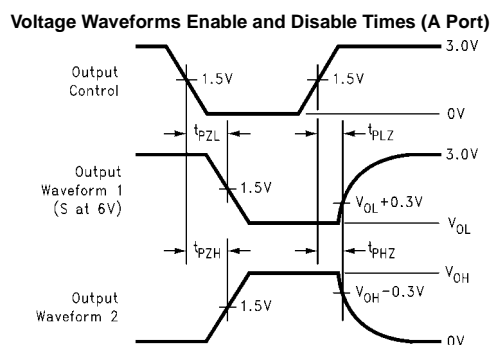 Voltage Waveforms Enable and Disable Times (A Port)
3.0V
Output
Control
1.5V
1.5V
0V
tPZL
tPLZ
3.0V
Output
Waveform 1
(S at 6V)
1.5V
VOL+0.3V
VOL
tPZH
tPHZ
VOH
Output
Waveform 2
1.5V
VOH−0.3V
0V